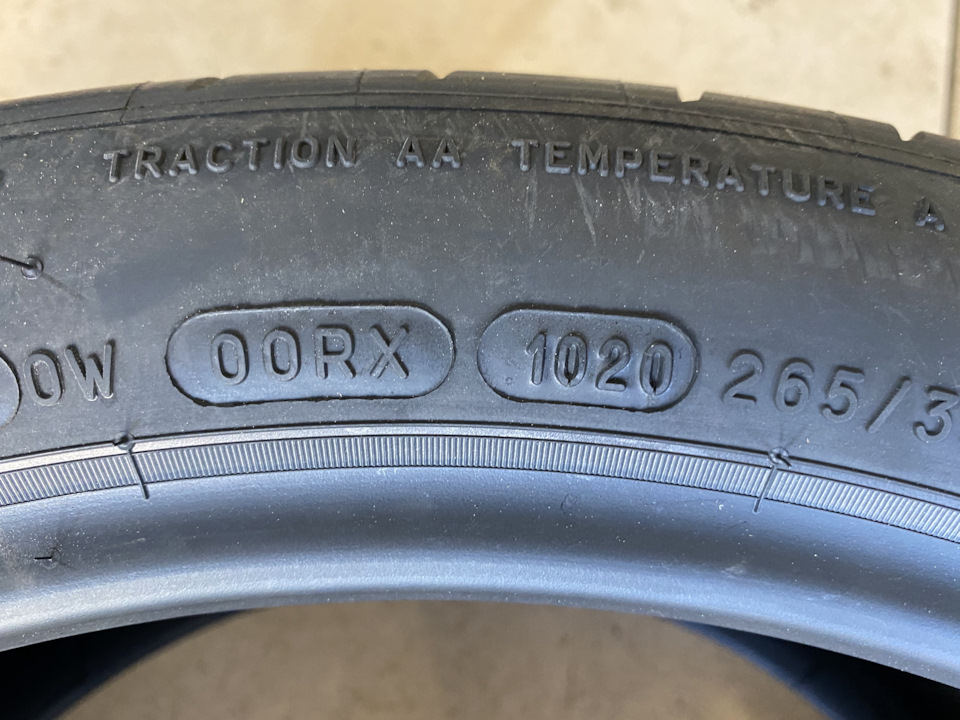 TRACTION AA TEMPERATURE A
0W 00RX 1020 265/3